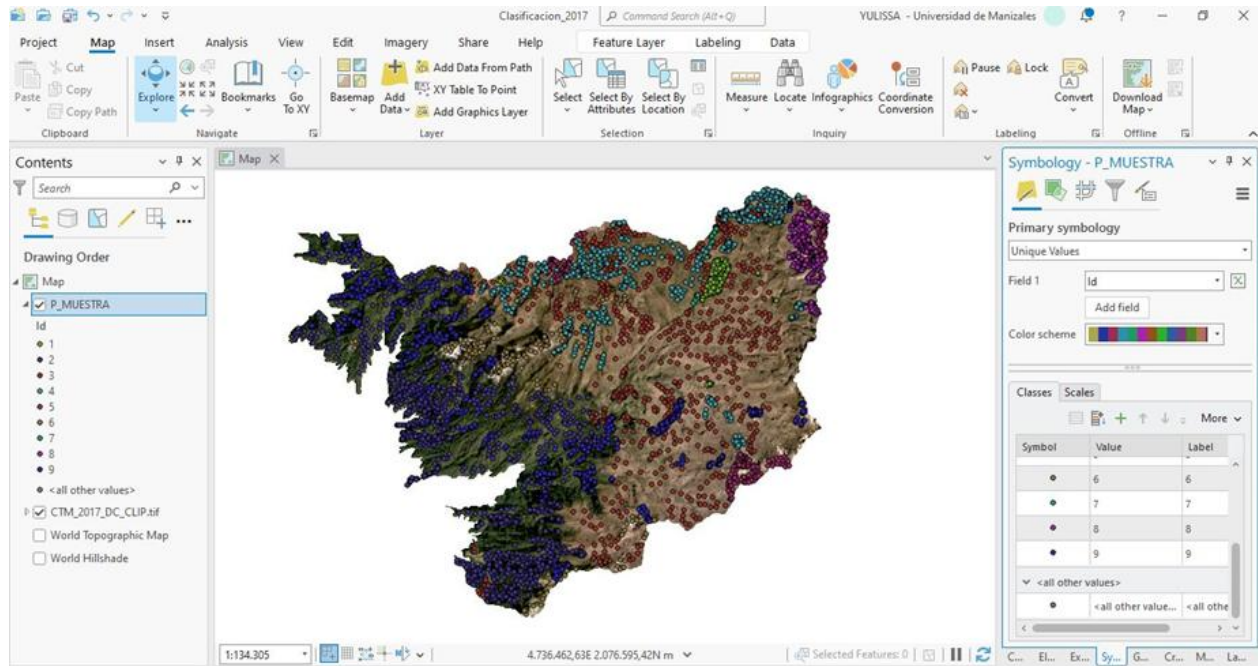 Clasificacion_2017
Command Search (Alt+Q)
YULISSA - Universidad de Manizales
?
Project Map Insert Analysis View Edit Imagery Share Help Feature Layer Labeling Data
Paste
Cut
Copy
Copy Path
Clipboard
Explore
Bookmarks
Go To XY
Navigate
Basemap
Add Data
Add Data From Path
XY Table To Point
Add Graphics Layer
Layer
Select
Select By Attributes
Select By Location
Selection
Measure
Locate
Infographics
Coordinate Conversion
Inquiry
Pause
Lock
Convert
Labeling
Download Map
Offline
Contents
Search
Drawing Order
Map
P_MUESTRA
Id
1
2
3
4
5
6
7
8
9
<all other values>
CTM_2017_DC_CLIP.tif
World Topographic Map
World Hillshade
Map
1:134.305
4.736.462,63E 2.076.595,42N m
Selected Features: 0
Symbology - P_MUESTRA
Primary symbology
Unique Values
Field 1 Id
Add field
Color scheme
Classes Scales
More
Symbol Value Label
6 6
7 7
8 8
9 9
<all other values>
<all other value... <all othe
C... El... Ex... Sy... G... Cr... M... La...